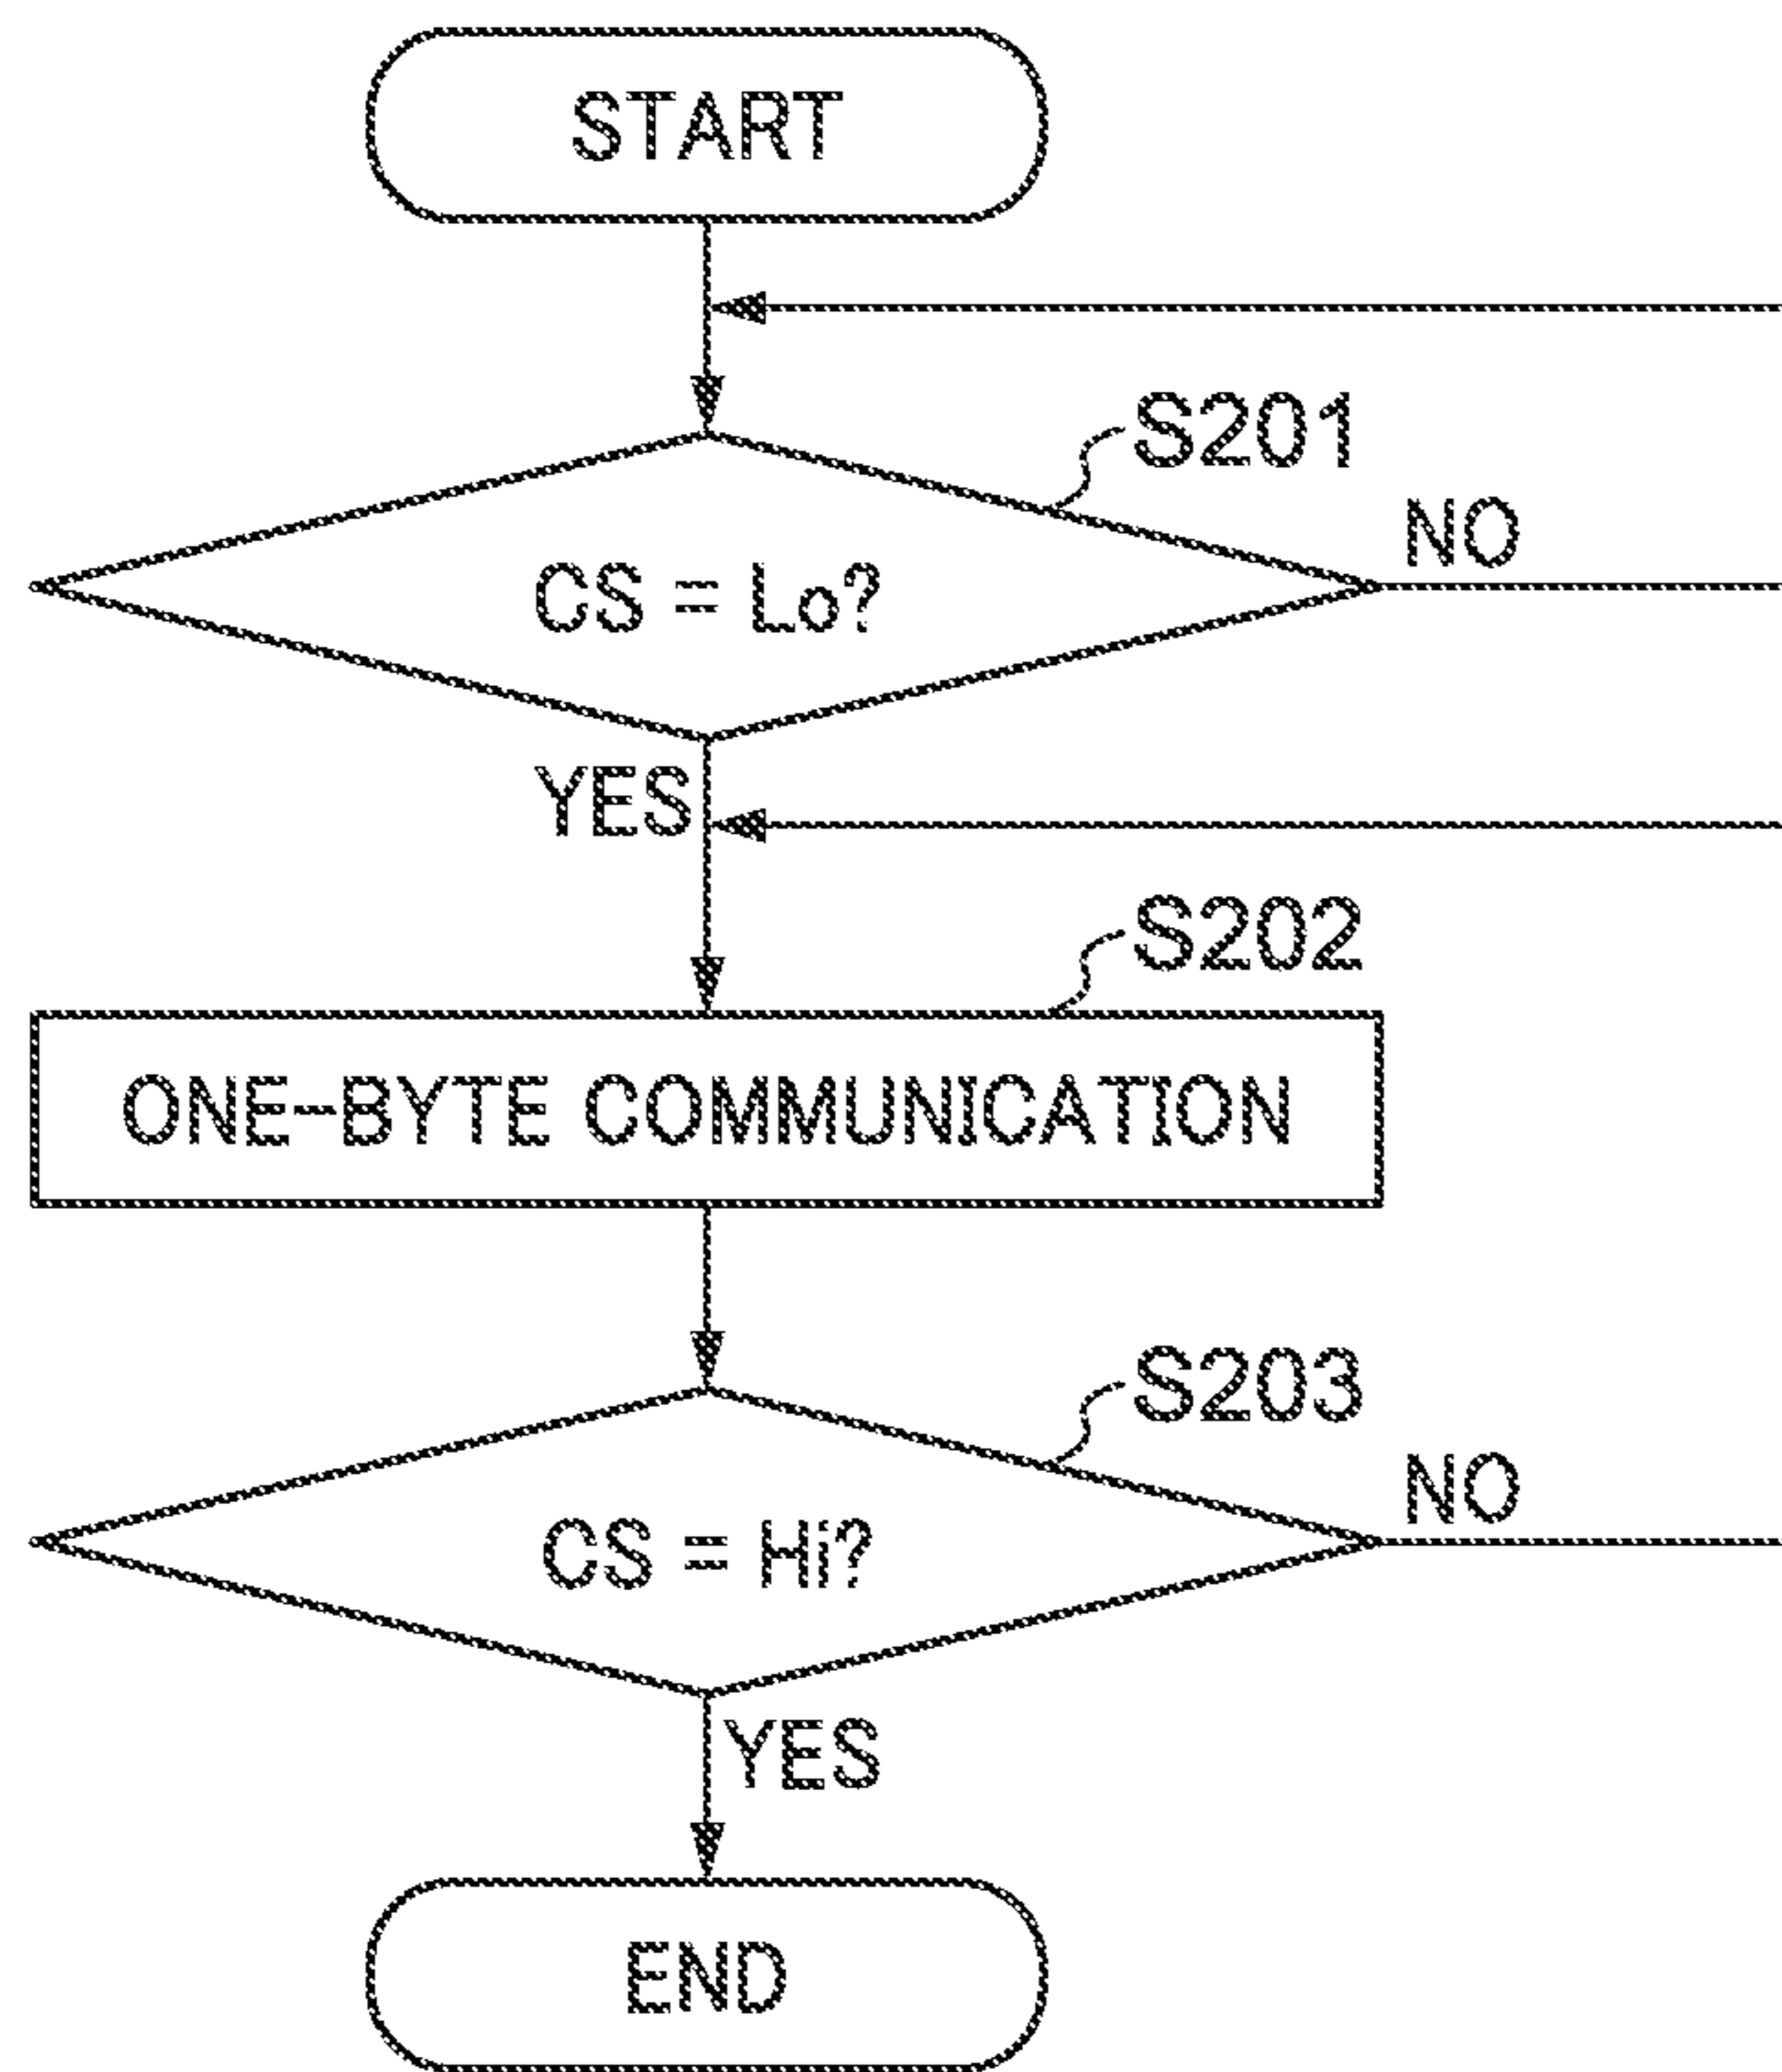 START
S201
NO
CS = Lo?
YES
S202
ONE-BYTE COMMUNICATION
S203
NO
CS = Hi?
YES
END